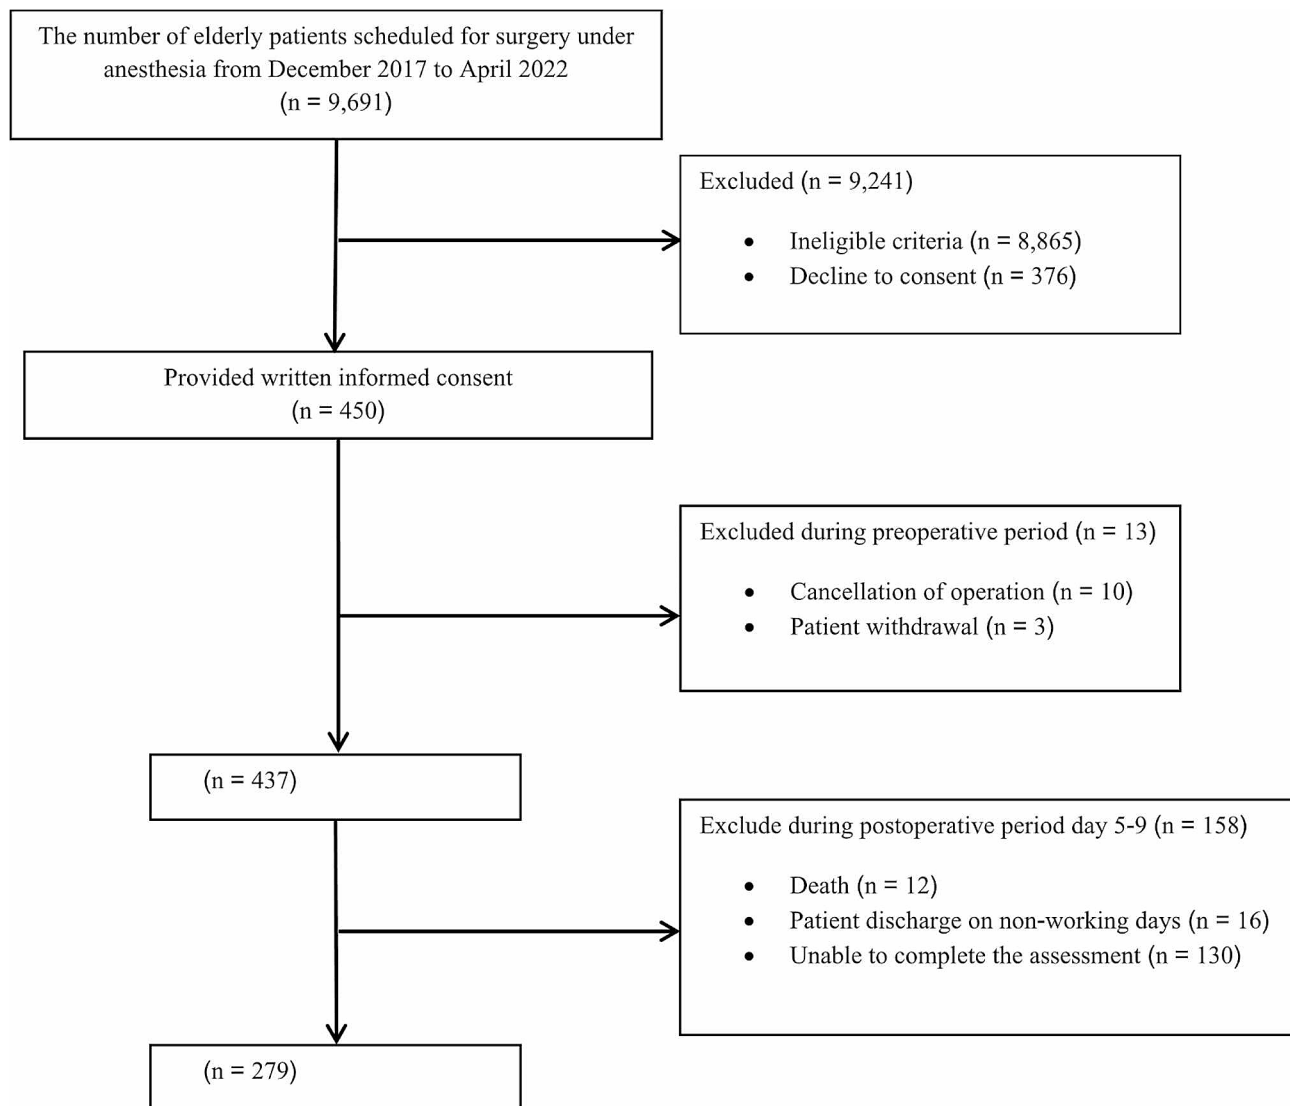 The number of elderly patients scheduled for surgery under
anesthesia from December 2017 to April 2022
(n = 9,691)
Excluded (n = 9,241)
• Ineligible criteria (n = 8,865)
• Decline to consent (n = 376)
Provided written informed consent
(n = 450)
Excluded during preoperative period (n = 13)
• Cancellation of operation (n = 10)
• Patient withdrawal (n = 3)
(n = 437)
Exclude during postoperative period day 5-9 (n = 158)
• Death (n = 12)
• Patient discharge on non-working days (n = 16)
• Unable to complete the assessment (n = 130)
(n = 279)